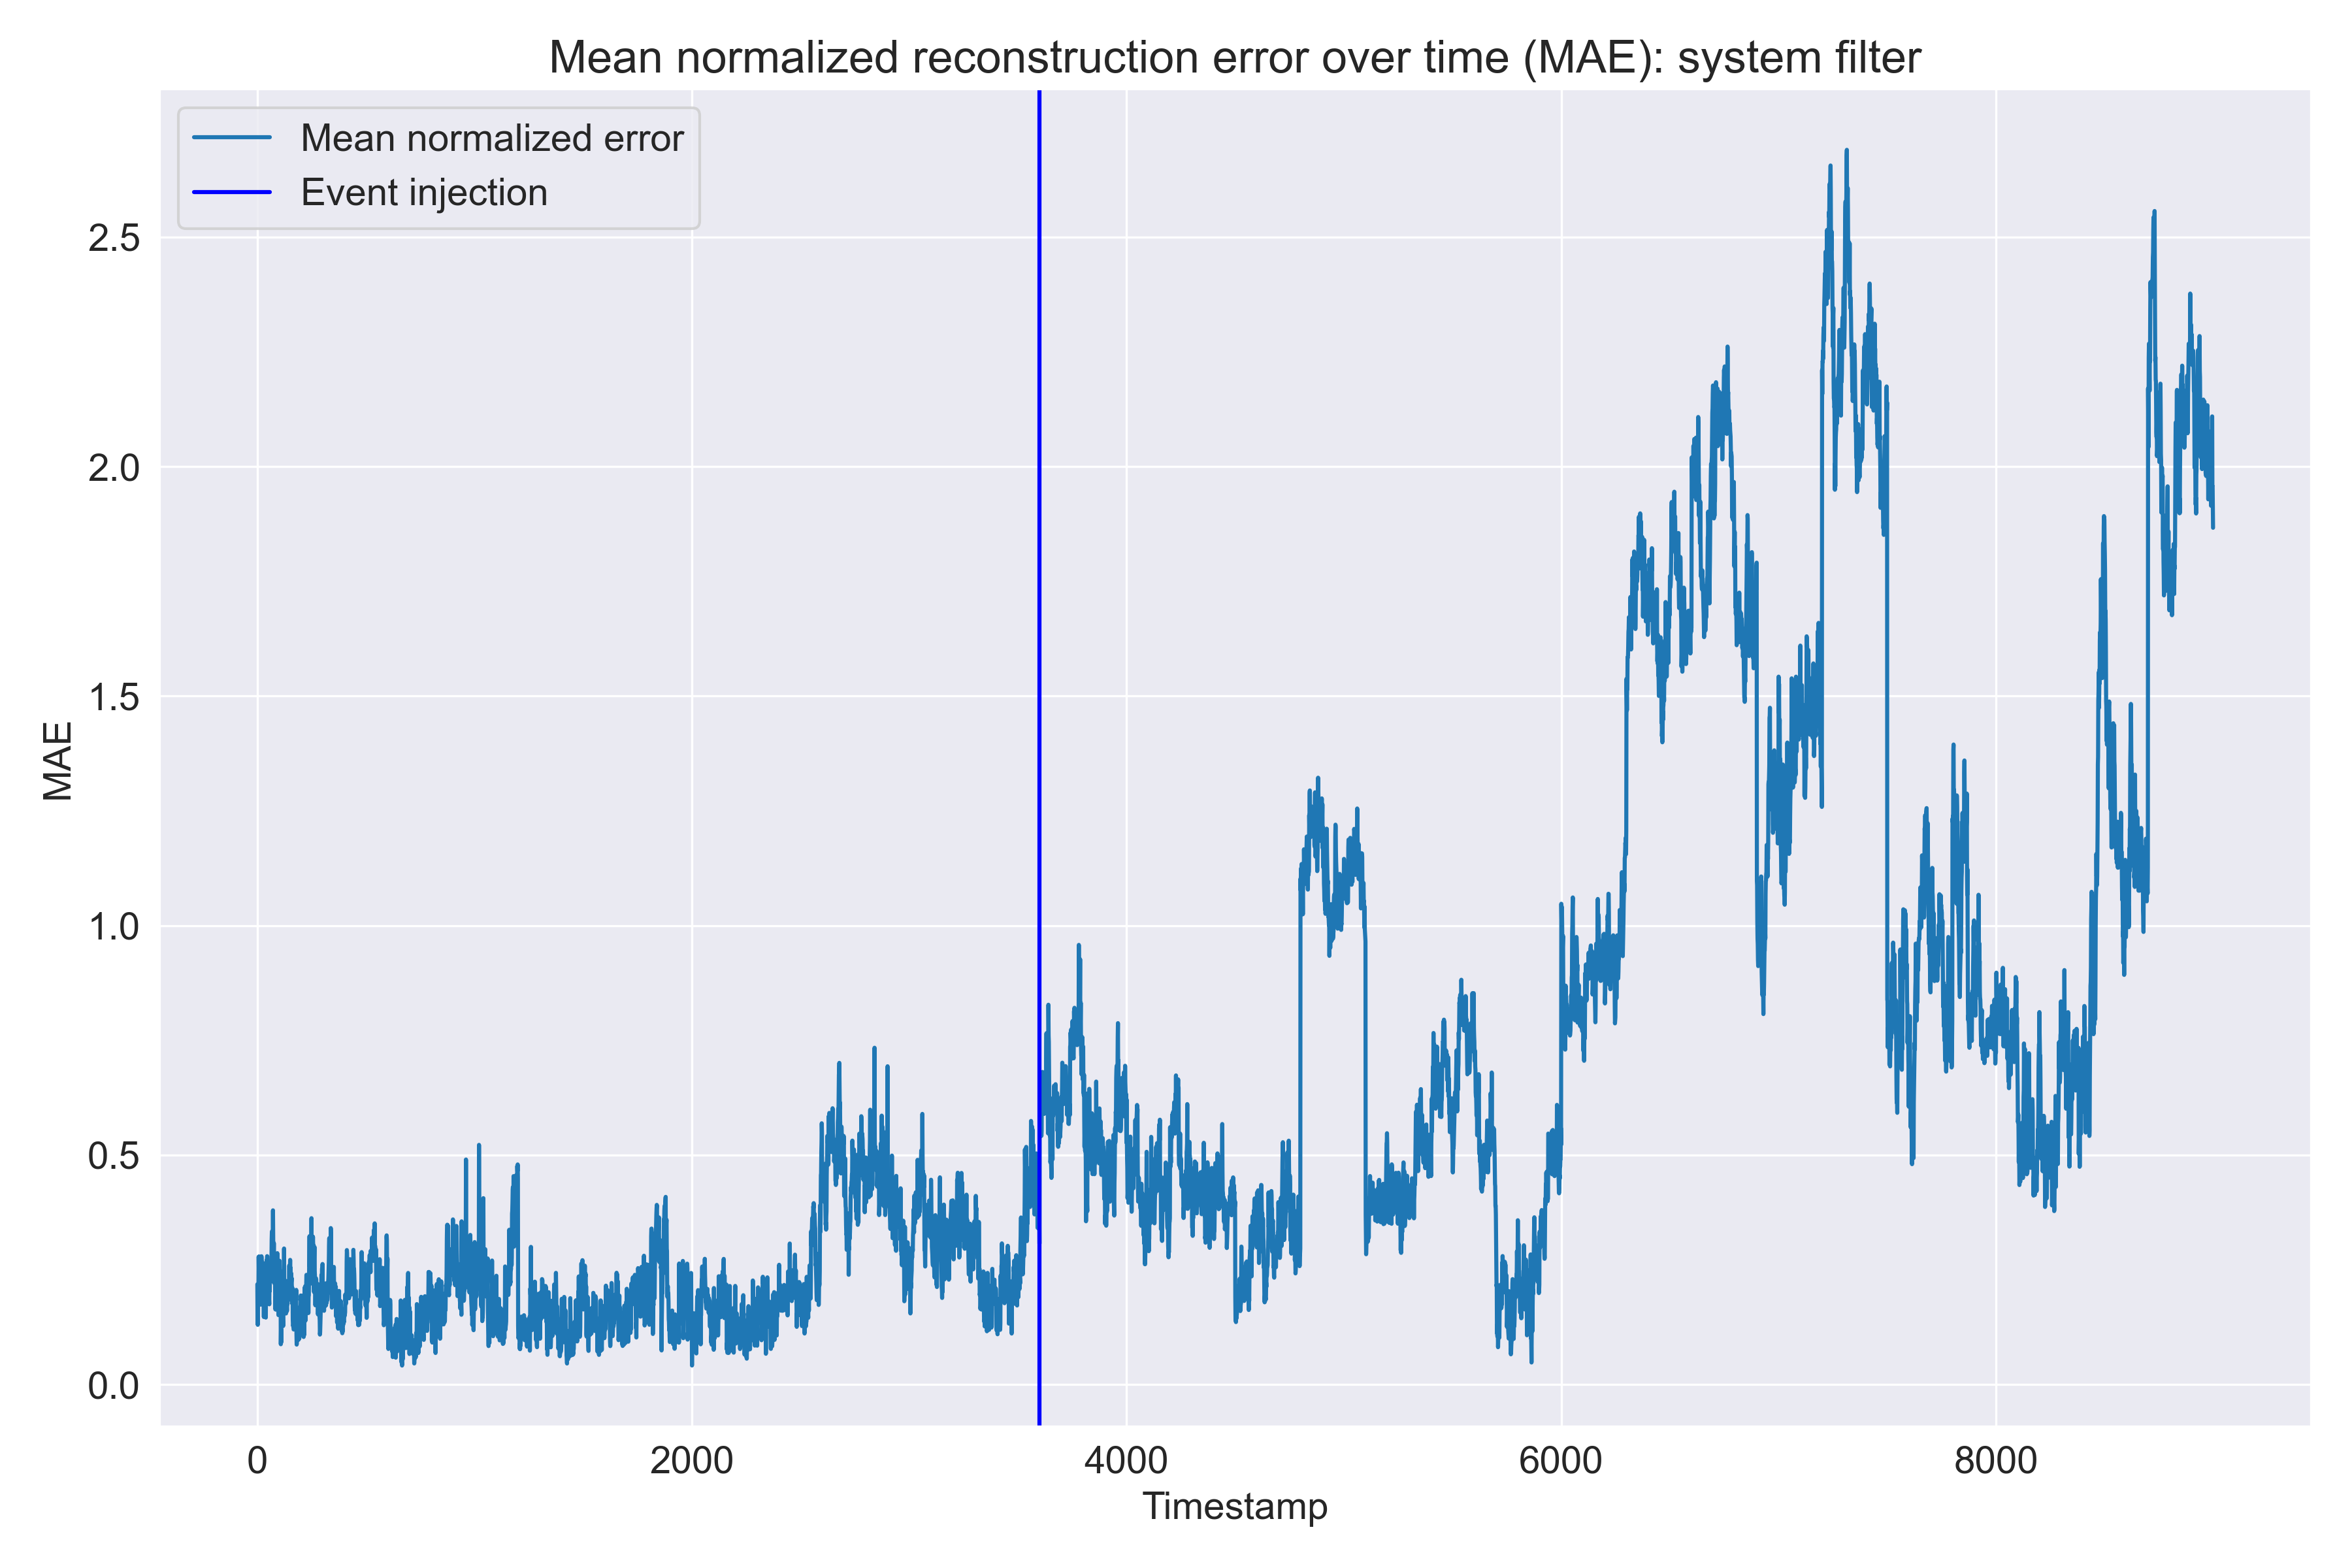 Mean normalized reconstruction error over time (MAE): system filter
Mean normalized error
Event injection
2.5
2.0
1.5
1.0
0.5
0.0
MAE
0 2000 4000 6000 8000
Timestamp